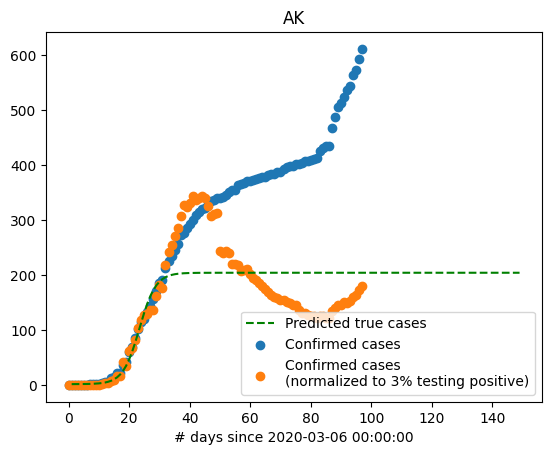 AK
600
500
400
300
200
100
0
Predicted true cases
Confirmed cases
Confirmed cases
(normalized to 3% testing positive)
0 20 40 60 80 100 120 140
# days since 2020-03-06 00:00:00